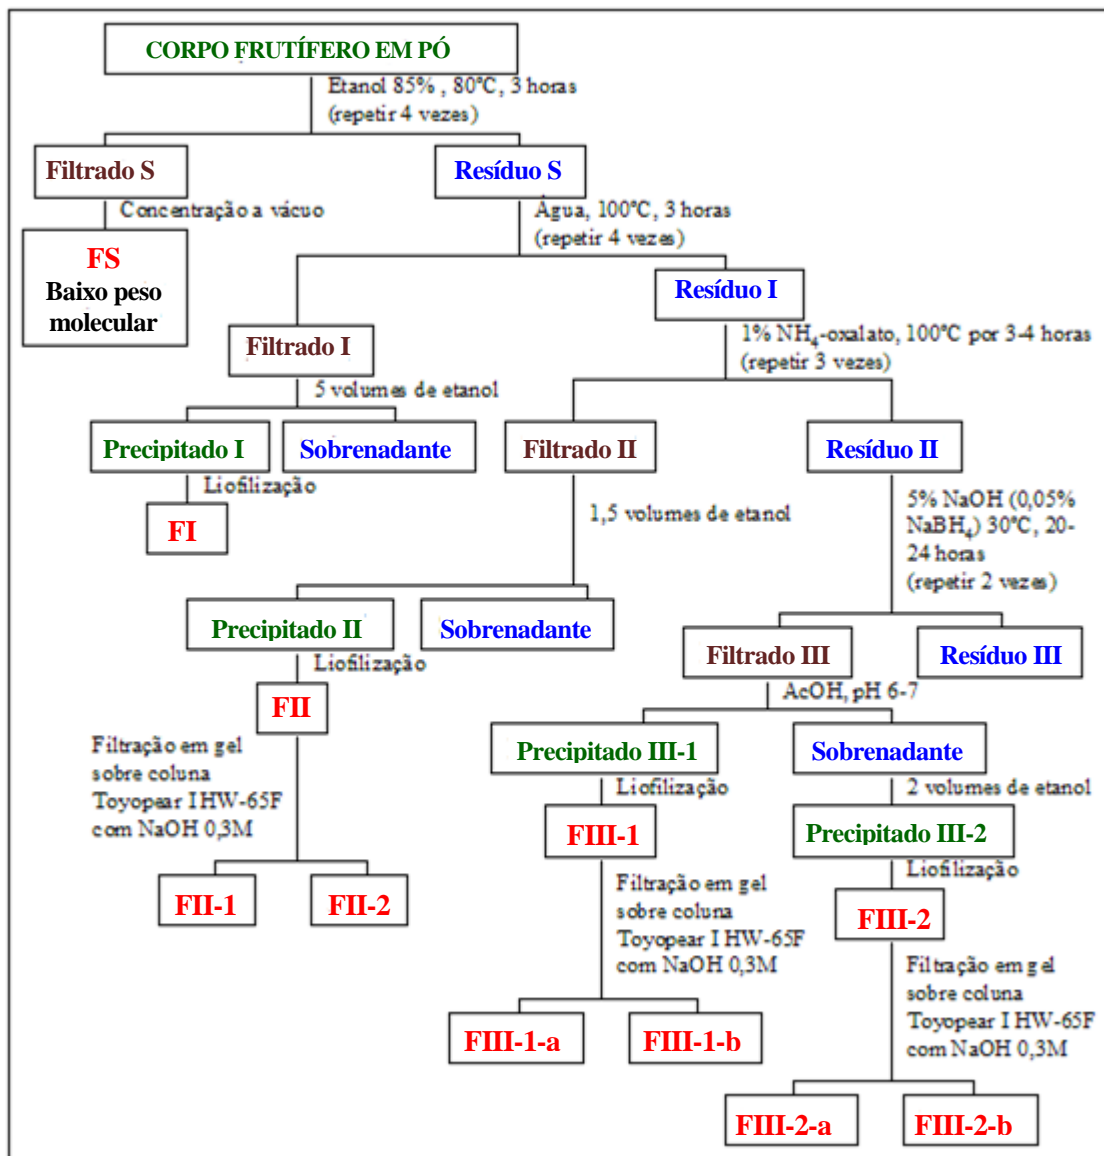 CORPO FRUTÍFERO EM PÓ
Etanol 85% , 80°C, 3 horas
(repetir 4 vezes)
Filtrado S
Resíduo S
Concentração a vácuo
Água, 100°C, 3 horas
(repetir 4 vezes)
FS
Baixo peso
molecular
Resíduo I
Filtrado I
1% NH₄-oxalato, 100°C por 3-4 horas
(repetir 3 vezes)
5 volumes de etanol
Precipitado I
Sobrenadante
Filtrado II
Resíduo II
Liofilização
FI
1,5 volumes de etanol
5% NaOH (0,05%
NaBH₄) 30°C, 20-
24 horas
(repetir 2 vezes)
Precipitado II
Sobrenadante
Liofilização
Filtrado III
Resíduo III
AcOH, pH 6-7
FII
Precipitado III-1
Sobrenadante
Filtração em gel
sobre coluna
Toyopear I HW-65F
com NaOH 0,3M
Liofilização
2 volumes de etanol
FIII-1
Precipitado III-2
Liofilização
FII-1
FII-2
Filtração em gel
sobre coluna
Toyopear I HW-65F
com NaOH 0,3M
FIII-2
Filtração em gel
sobre coluna
Toyopear I HW-65F
com NaOH 0,3M
FIII-1-a
FIII-1-b
FIII-2-a
FIII-2-b